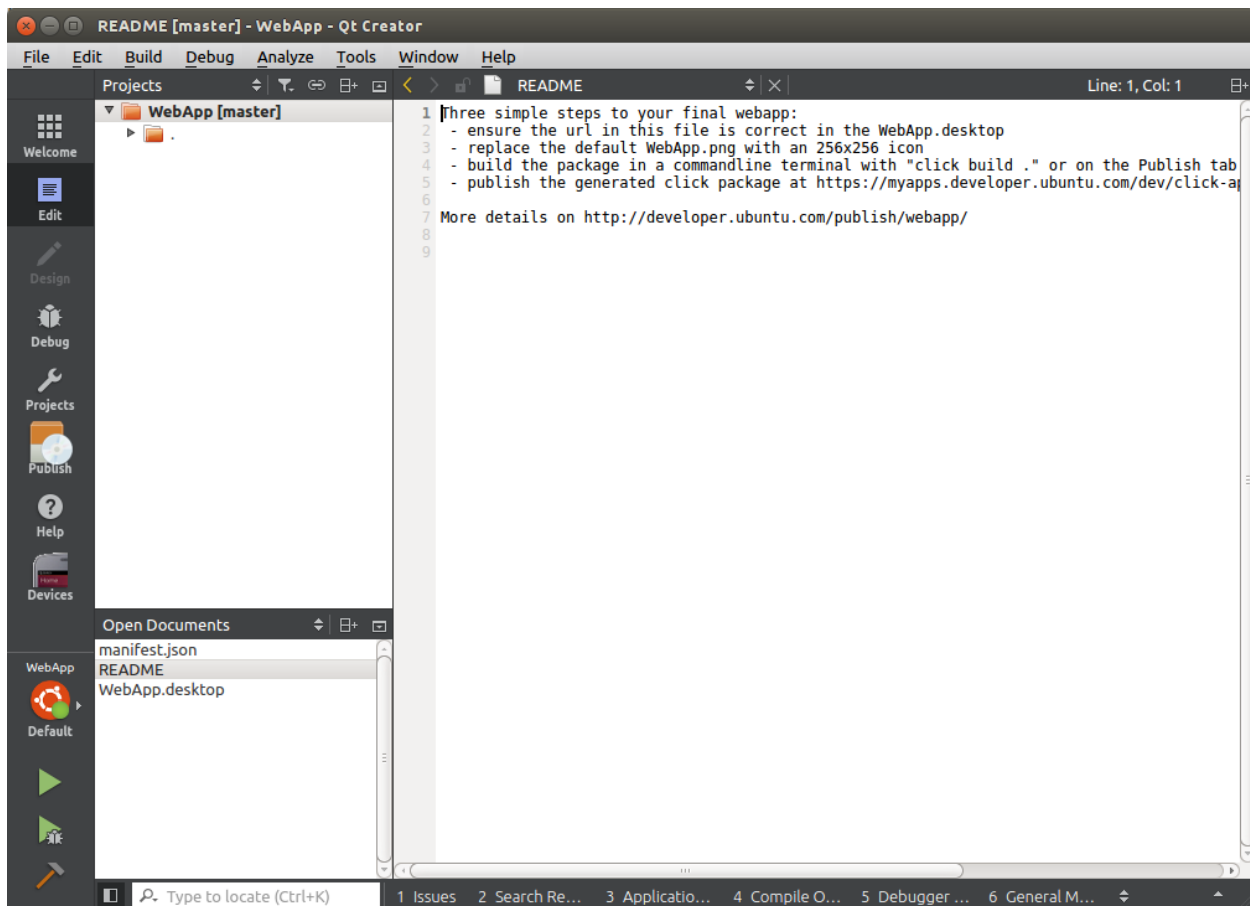 README [master] - WebApp - Qt Creator
File Edit Build Debug Analyze Tools Window Help
Projects
README
Line: 1, Col: 1
Welcome
Edit
Design
Debug
Projects
Publish
Help
Devices
WebApp
Default
WebApp [master]
.
Open Documents
manifest.json
README
WebApp.desktop
1 Three simple steps to your final webapp:
2 - ensure the url in this file is correct in the WebApp.desktop
3 - replace the default WebApp.png with an 256x256 icon
4 - build the package in a commandline terminal with "click build ." or on the Publish tab
5 - publish the generated click package at https://myapps.developer.ubuntu.com/dev/click-a
6
7 More details on http://developer.ubuntu.com/publish/webapp/
8
9
Type to locate (Ctrl+K)
1 Issues 2 Search Re... 3 Applicatio... 4 Compile O... 5 Debugger ... 6 General M...